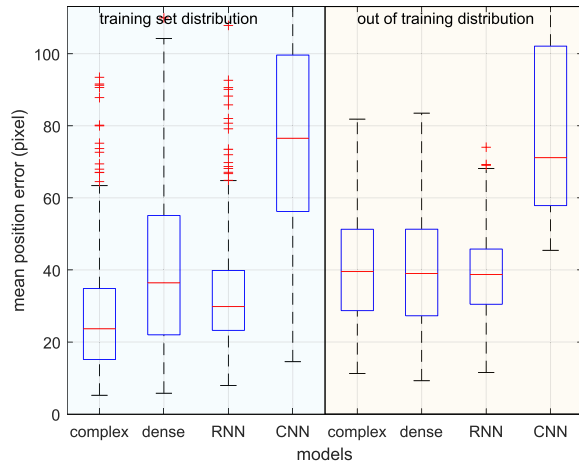 training set distribution
out of training distribution
100
80
60
40
20
0
mean position error (pixel)
complex dense RNN CNN complex dense RNN CNN
models